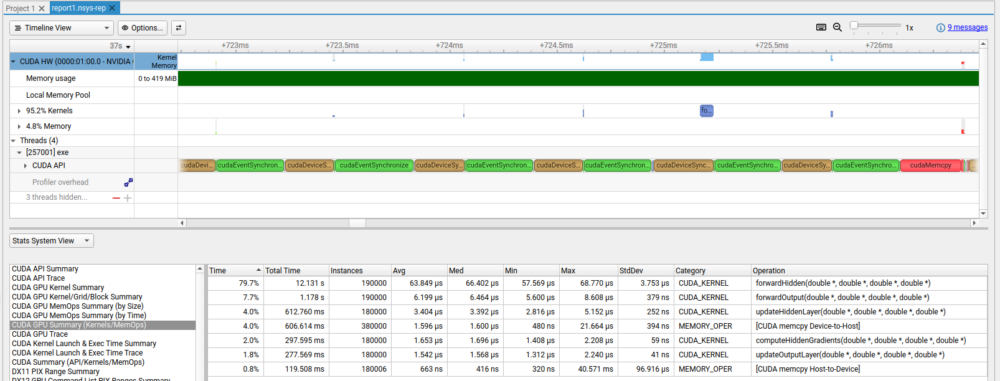 Project 1
report1.nsys-rep
Timeline View
Options...
1x
9 messages
37s
+723ms +723.5ms +724ms +724.5ms +725ms +725.5ms +726ms
CUDA HW (0000:01:00.0 - NVIDIA
Kernel
Memory
Memory usage
0 to 419 MiB
Local Memory Pool
95.2% Kernels
fo...
4.8% Memory
Threads (4)
[257001] exe
CUDA API
cudaDevi... cudaEventSynchron... cudaDeviceS... cudaEventSynchronize cudaDeviceSy... cudaEventSynchron... cudaDeviceS... cudaEventSynchron... cudaDeviceSync... cudaEventSynchro... cudaDeviceSy... cudaEventSynchro... cudaMemcpy ...
Profiler overhead
3 threads hidden...
Stats System View
CUDA API Summary
CUDA API Trace
CUDA GPU Kernel Summary
CUDA GPU Kernel/Grid/Block Summary
CUDA GPU MemOps Summary (by Size)
CUDA GPU MemOps Summary (by Time)
CUDA GPU Summary (Kernels/MemOps)
CUDA GPU Trace
CUDA Kernel Launch & Exec Time Summary
CUDA Kernel Launch & Exec Time Trace
CUDA Summary (API/Kernels/MemOps)
DX11 PIX Range Summary
DX12 GPU Command List PIX Ranges Summary
Time Total Time Instances Avg Med Min Max StdDev Category Operation
79.7% 12.131 s 190000 63.849 μs 66.402 μs 57.569 μs 68.770 μs 3.753 μs CUDA_KERNEL forwardHidden(double *, double *, double *, double *)
7.7% 1.178 s 190000 6.199 μs 6.464 μs 5.600 μs 8.608 μs 379 ns CUDA_KERNEL forwardOutput(double *, double *, double *, double *)
4.0% 612.760 ms 180000 3.404 μs 3.392 μs 2.816 μs 5.152 μs 252 ns CUDA_KERNEL updateHiddenLayer(double *, double *, double *)
4.0% 606.614 ms 380000 1.596 μs 1.600 μs 480 ns 21.664 μs 394 ns MEMORY_OPER [CUDA memcpy Device-to-Host]
2.0% 297.595 ms 180000 1.653 μs 1.696 μs 1.408 μs 2.208 μs 59 ns CUDA_KERNEL computeHiddenGradients(double *, double *, double *, double *)
1.8% 277.569 ms 180000 1.542 μs 1.568 μs 1.312 μs 2.240 μs 41 ns CUDA_KERNEL updateOutputLayer(double *, double *, double *)
0.8% 119.508 ms 180006 663 ns 416 ns 320 ns 40.571 ms 96.916 μs MEMORY_OPER [CUDA memcpy Host-to-Device]